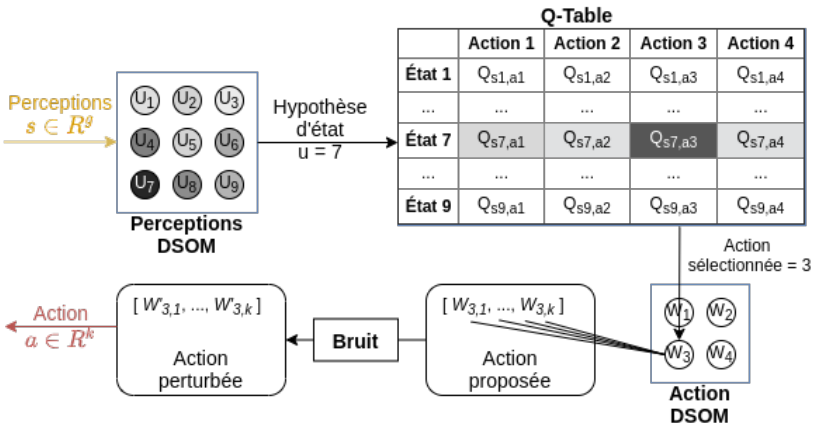 Q-Table
Action 1 Action 2 Action 3 Action 4
État 1 Qs1,a1 Qs1,a2 Qs1,a3 Qs1,a4
... ... ... ... ...
État 7 Qs7,a1 Qs7,a2 Qs7,a3 Qs7,a4
... ... ... ... ...
État 9 Qs9,a1 Qs9,a2 Qs9,a3 Qs9,a4
Perceptions
s ∈ R^g
U1 U2 U3
U4 U5 U6
U7 U8 U9
Perceptions
DSOM
Hypothèse
d'état
u = 7
Action
sélectionnée = 3
W1 W2
W3 W4
Action
DSOM
[ W3,1, ..., W3,k ]
Action
proposée
Bruit
[ W'3,1, ..., W'3,k ]
Action
perturbée
Action
a ∈ R^k